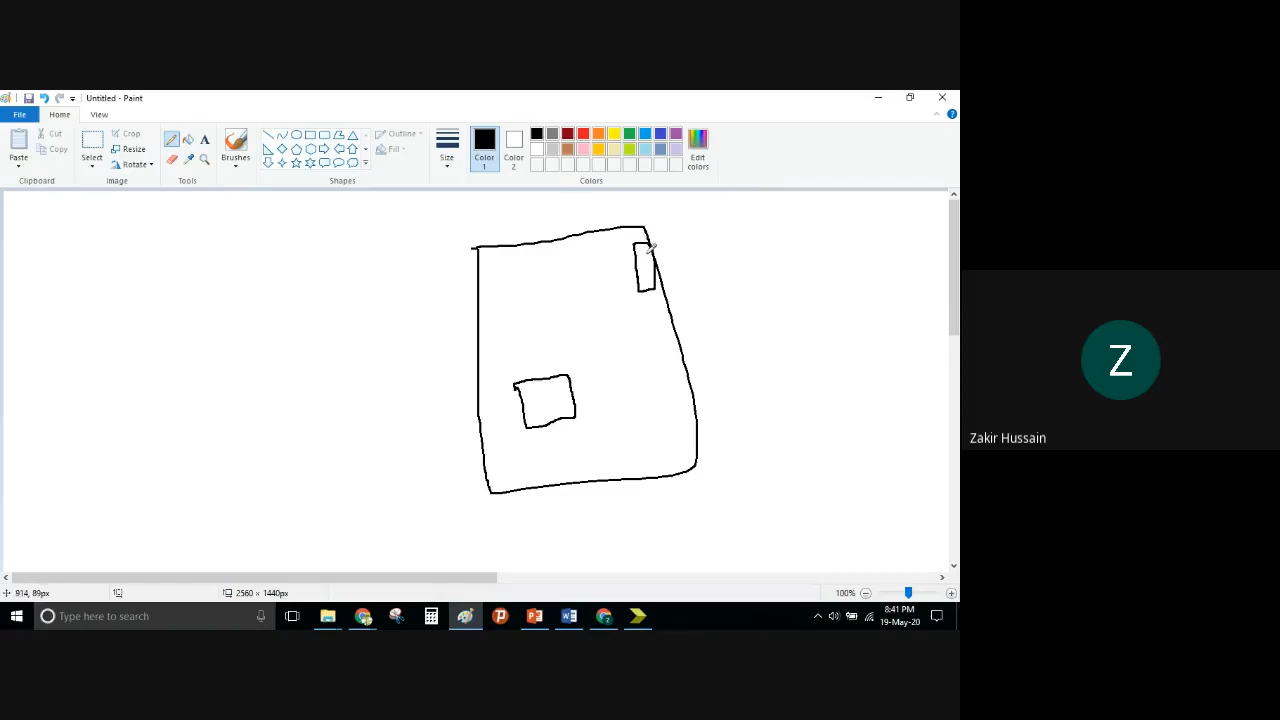 Untitled - Paint
File Home View
Cut
Copy
Paste
Clipboard
Crop
Resize
Rotate
Select
Image
Tools
Brushes
Outline
Fill
Shapes
Size
Color 1
Color 2
Edit colors
Colors
Z
Zakir Hussain
914, 89px
2560 × 1440px
100%
Type here to search
8:41 PM
19-May-20